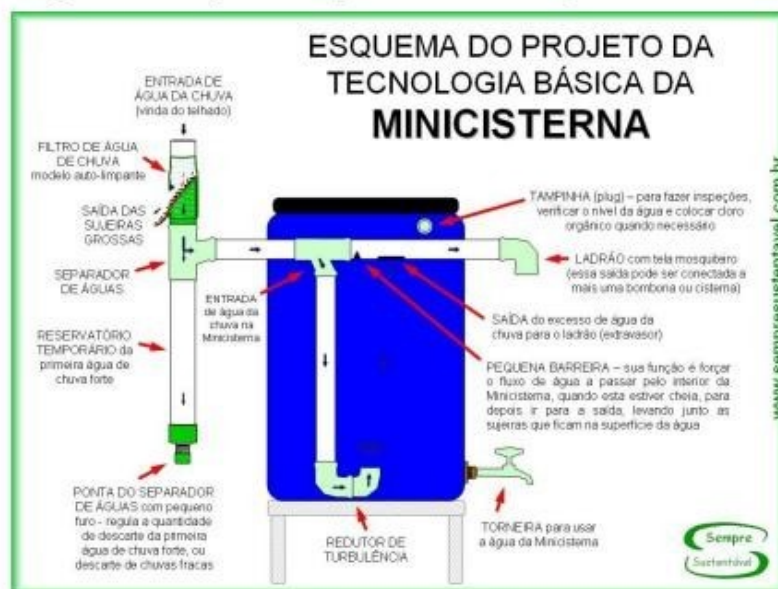 ESQUEMA DO PROJETO DA
TECNOLOGIA BÁSICA DA
MINICISTERNA
ENTRADA DE
ÁGUA DA CHUVA
(vinda do telhado)
FILTRO DE ÁGUA
DE CHUVA
modelo auto-limpante
SAÍDA DAS
SUJEIRAS
GROSSAS
SEPARADOR
DE ÁGUAS
RESERVATÓRIO
TEMPORÁRIO da
primeira água de
chuva forte
PONTA DO SEPARADOR
DE ÁGUAS com pequeno
furo - regula a quantidade
de descarte da primeira
água de chuva forte, ou
descarte de chuvas fracas
ENTRADA
de água da
chuva na
Minicisterna
REDUTOR DE
TURBULÊNCIA
TAMPINHA (plug) – para fazer inspeções,
verificar o nível da água e colocar cloro
orgânico quando necessário
LADRÃO com tela mosquiteiro
(essa saída pode ser conectada a
mais uma bombona ou cisterna)
SAÍDA do excesso de água da
chuva para o ladrão (extravasor)
PEQUENA BARREIRA – sua função é forçar
o fluxo de água a passar pelo interior da
Minicisterna, quando esta estiver cheia, para
depois ir para a saída, levando junto as
sujeiras que ficam na superfície da água
TORNEIRA para usar
a água da Minicisterna
www.sempresustentavel.com.br
Sempre
Sustentável